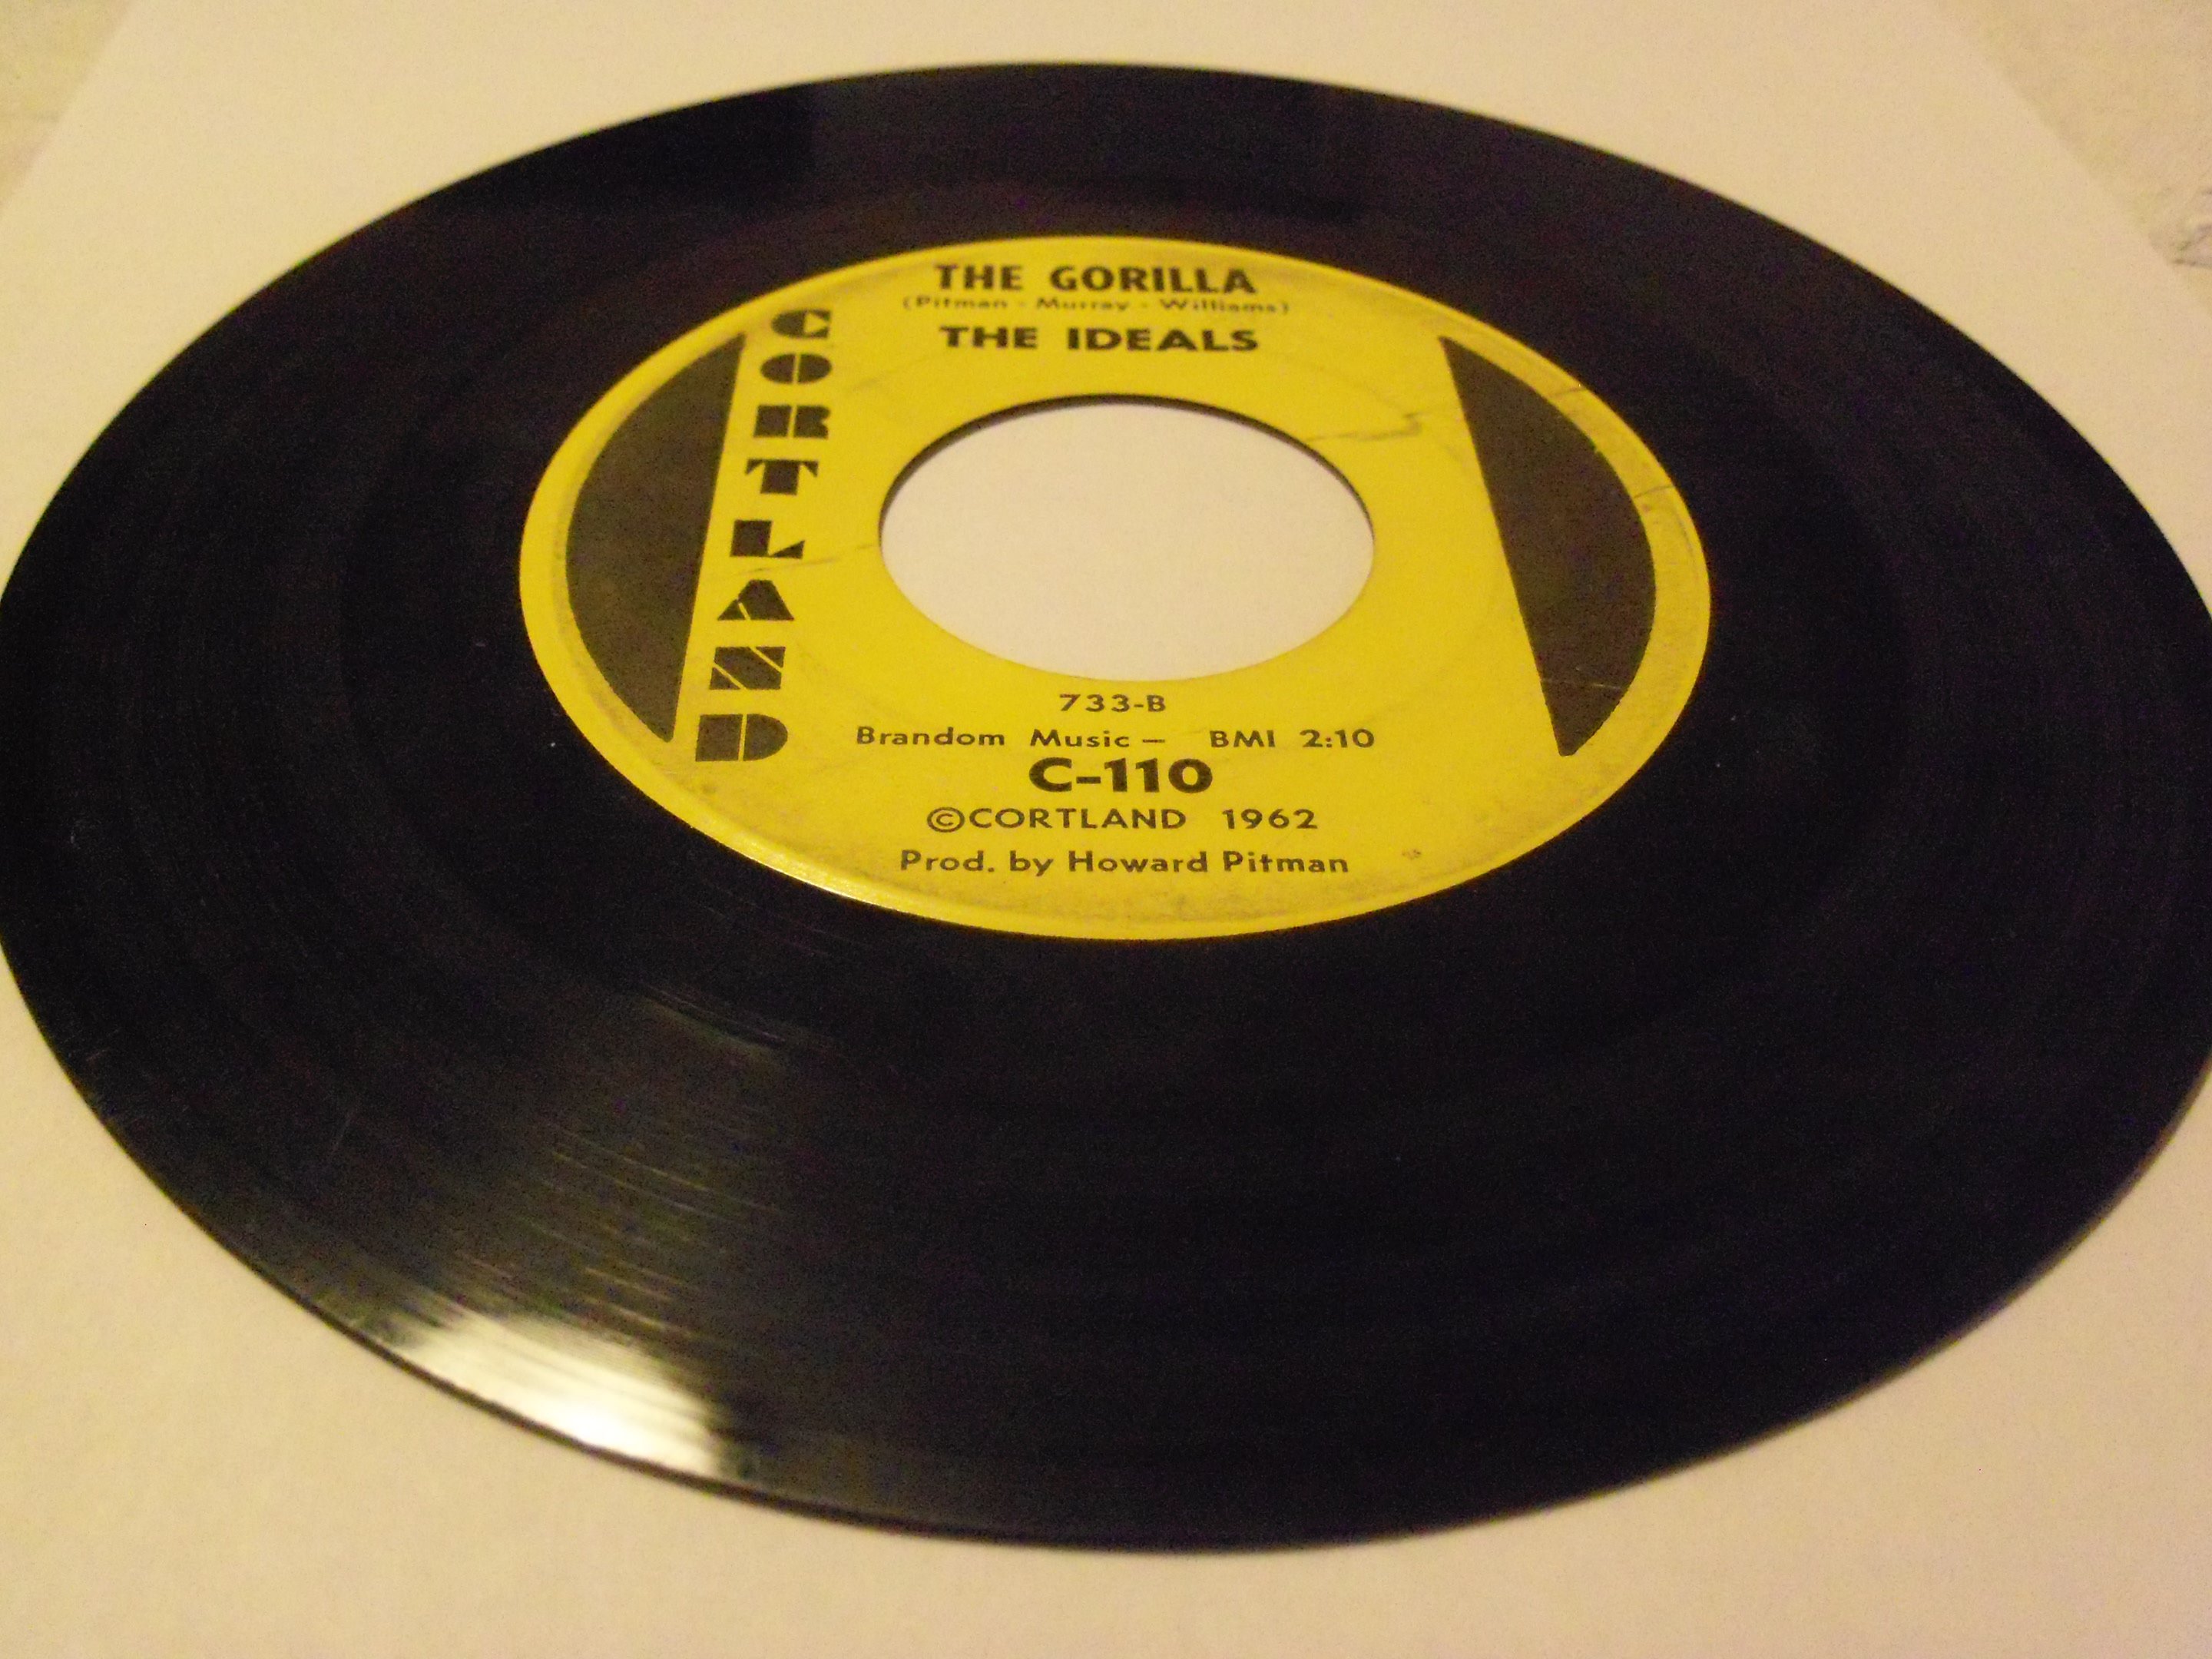 THE GORILLA
(Pitman - Murray - Williams)
THE IDEALS
CORTLAND
733-B
Brandom Music — BMI 2:10
C-110
©CORTLAND 1962
Prod. by Howard Pitman